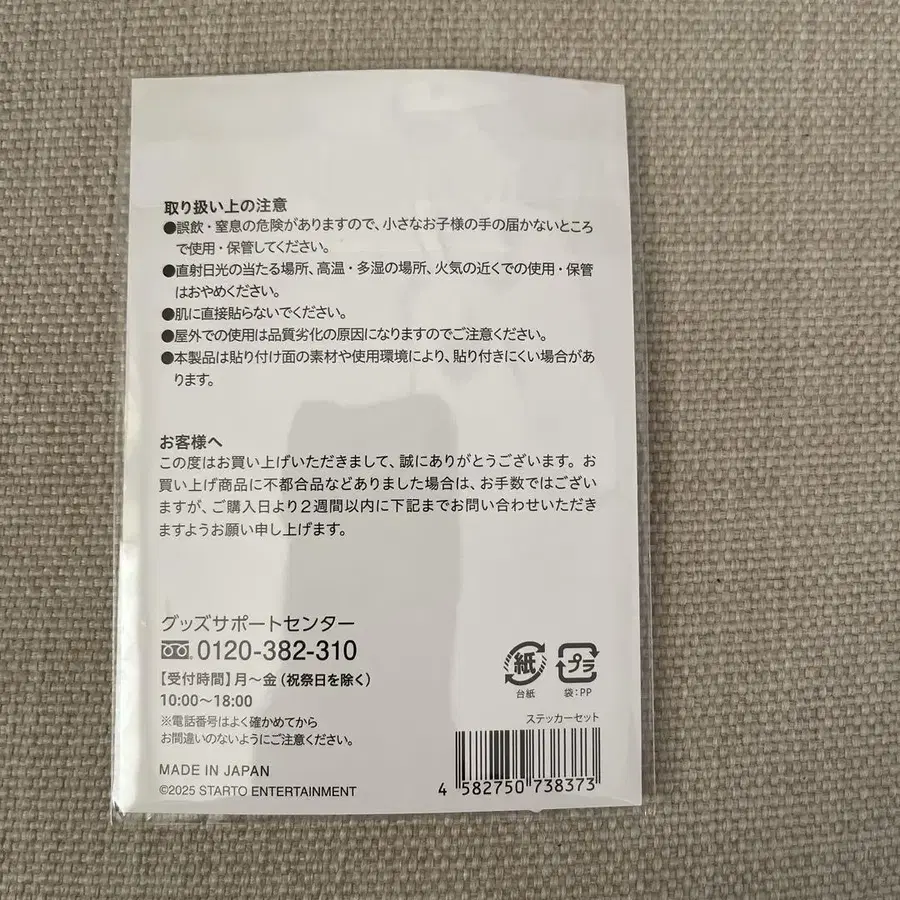 取り扱い上の注意
●誤飲・窒息の危険がありますので、小さなお子様の手の届かないところ
で使用・保管してください。
●直射日光の当たる場所、高温・多湿の場所、火気の近くでの使用・保管
はおやめください。
●肌に直接貼らないでください。
●屋外での使用は品質劣化の原因になりますのでご注意ください。
●本製品は貼り付け面の素材や使用環境により、貼り付きにくい場合があ
ります。
お客様へ
この度はお買い上げいただきまして、誠にありがとうございます。お
買い上げ商品に不都合品などありました場合は、お手数ではござい
ますが、ご購入日より2週間以内に下記までお問い合わせいただき
ますようお願い申し上げます。
グッズサポートセンター
0120-382-310
【受付時間】月〜金（祝祭日を除く）
10:00〜18:00
※電話番号はよく確かめてから
お間違いのないようにご注意ください。
MADE IN JAPAN
©2025 STARTO ENTERTAINMENT
紙
台紙
プラ
袋：PP
ステッカーセット
4 582750 738373